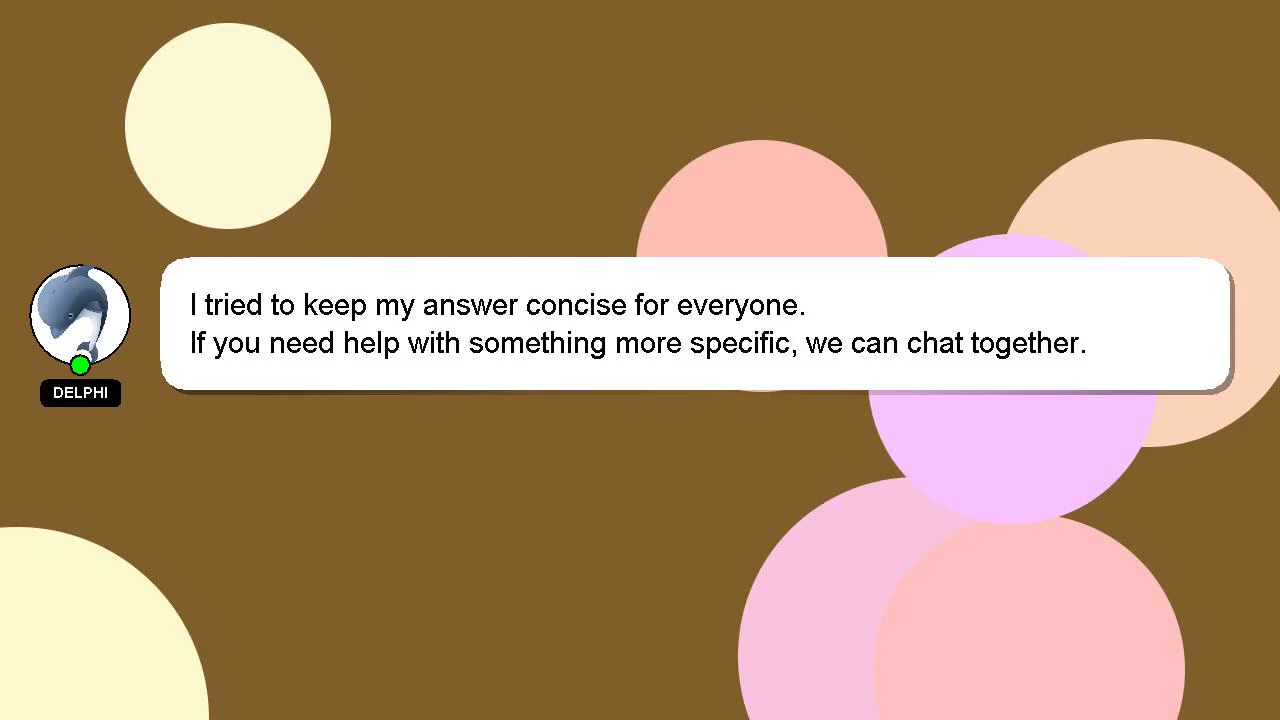 I tried to keep my answer concise for everyone.
If you need help with something more specific, we can chat together.
DELPHI